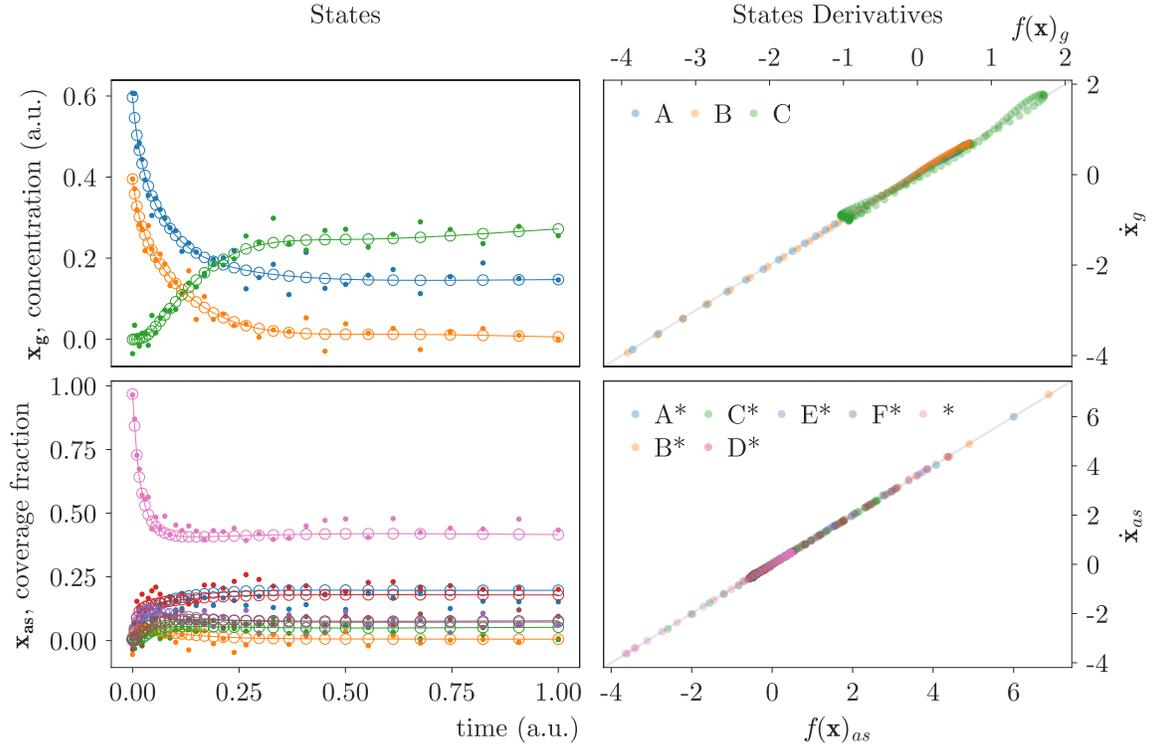 States
States Derivatives
f(x)_g
-4 -3 -2 -1 0 1 2
x_g, concentration (a.u.)
0.6
0.4
0.2
0.0
A B C
2
0
-2
-4
ẋ_g
x_as, coverage fraction
1.00
0.75
0.50
0.25
0.00
0.00 0.25 0.50 0.75 1.00
time (a.u.)
A* C* E* F* *
B* D*
6
4
2
0
-2
-4
ẋ_as
-4 -2 0 2 4 6
f(x)_as